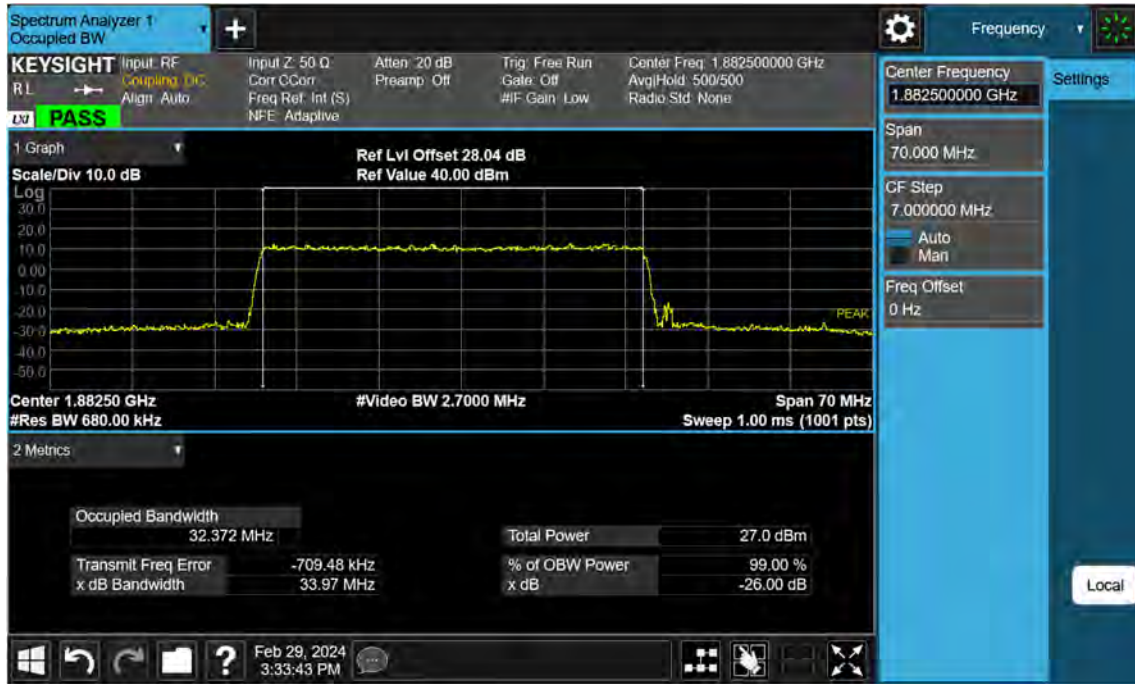 Spectrum Analyzer 1
Occupied BW
+
Frequency
KEYSIGHT Input: RF
Coupling: DC
Align: Auto
Input Z: 50 Ω
Corr CCorr
Freq Ref: Int (S)
NFE: Adaptive
Atten: 20 dB
Preamp: Off
Trig: Free Run
Gate: Off
#IF Gain: Low
Center Freq: 1.882500000 GHz
Avg|Hold: 500/500
Radio Std: None
RL
LXI PASS
Center Frequency
1.882500000 GHz
Settings
Span
70.000 MHz
CF Step
7.000000 MHz
Auto
Man
Freq Offset
0 Hz
1 Graph
Ref Lvl Offset 28.04 dB
Scale/Div 10.0 dB
Ref Value 40.00 dBm
Log
30.0
20.0
10.0
0.00
-10.0
-20.0
-30.0
-40.0
-50.0
PEAK
Center 1.88250 GHz
#Video BW 2.7000 MHz
Span 70 MHz
#Res BW 680.00 kHz
Sweep 1.00 ms (1001 pts)
2 Metrics
Occupied Bandwidth
32.372 MHz
Total Power 27.0 dBm
Transmit Freq Error -709.48 kHz
% of OBW Power 99.00 %
x dB Bandwidth 33.97 MHz
x dB -26.00 dB
Local
?
Feb 29, 2024
3:33:43 PM